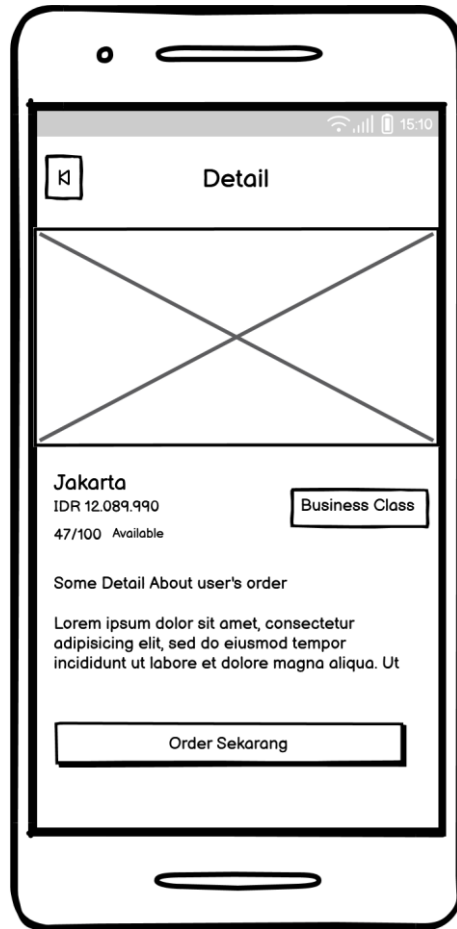 15:10
Detail
Jakarta
IDR 12.089.990
Business Class
47/100 Available
Some Detail About user's order
Lorem ipsum dolor sit amet, consectetur
adipisicing elit, sed do eiusmod tempor
incididunt ut labore et dolore magna aliqua. Ut
Order Sekarang